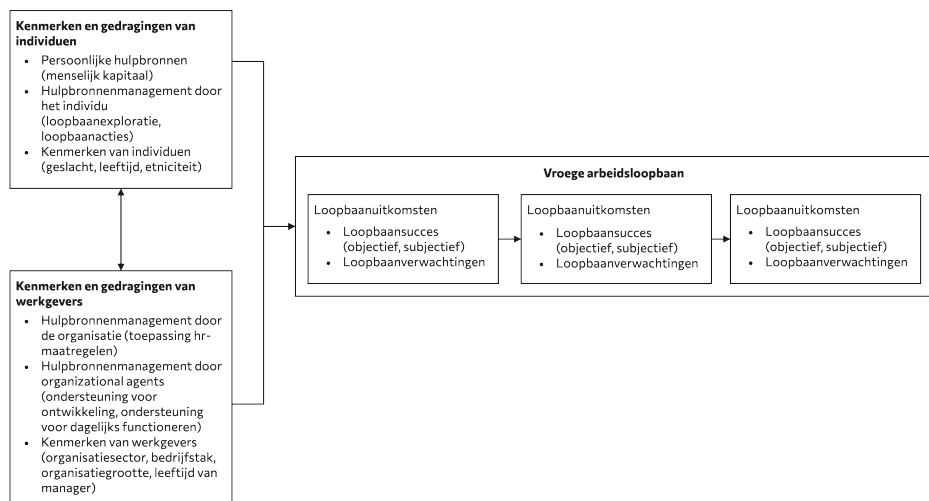 Kenmerken en gedragingen van
individuen
• Persoonlijke hulpbronnen
(menselijk kapitaal)
• Hulpbronnenmanagement door
het individu
(loopbaanexploratie,
loopbaanacties)
• Kenmerken van individuen
(geslacht, leeftijd, etniciteit)
Kenmerken en gedragingen van
werkgevers
• Hulpbronnenmanagement door
de organisatie (toepassing hr-
maatregelen)
• Hulpbronnenmanagement door
organizational agents
(ondersteuning voor
ontwikkeling, ondersteuning
voor dagelijks functioneren)
• Kenmerken van werkgevers
(organisatiesector, bedrijfstak,
organisatiegrootte, leeftijd van
manager)
Vroege arbeidsloopbaan
Loopbaanuitkomsten
• Loopbaansucces
(objectief, subjectief)
• Loopbaanverwachtingen
Loopbaanuitkomsten
• Loopbaansucces
(objectief, subjectief)
• Loopbaanverwachtingen
Loopbaanuitkomsten
• Loopbaansucces
(objectief, subjectief)
• Loopbaanverwachtingen